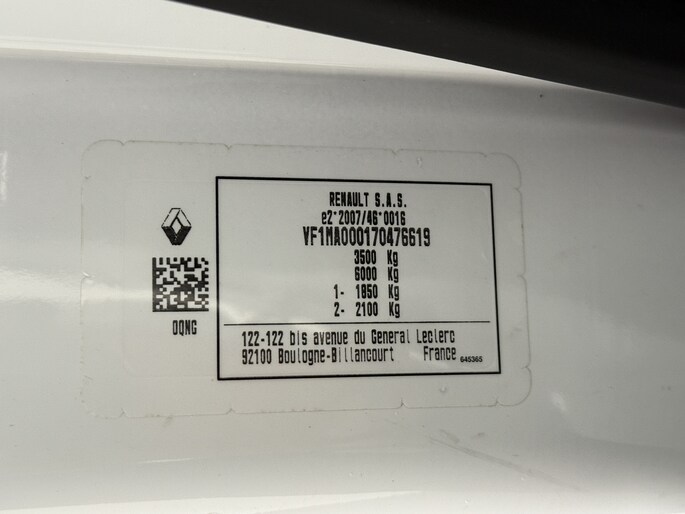 RENAULT S.A.S.
e2*2007/46*0016
VF1MA000170476619
3500 Kg
6000 Kg
1- 1850 Kg
2- 2100 Kg
OQNG
122-122 bis avenue du General Leclerc
92100 Boulogne-Billancourt France 645365